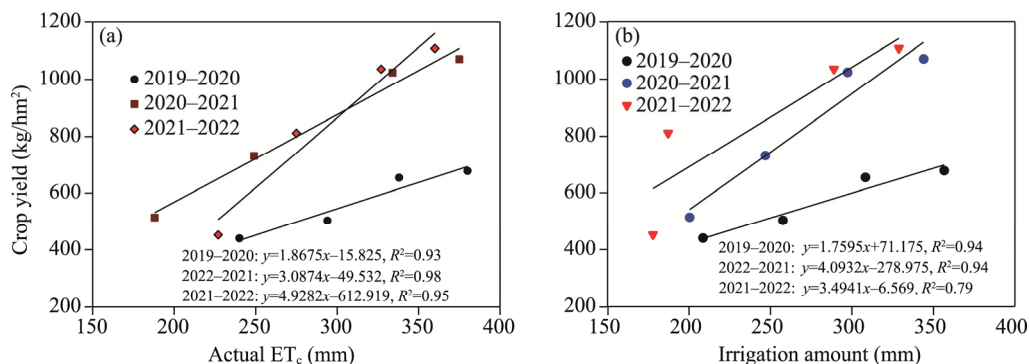 (a)
Crop yield (kg/hm²)
1200
1000
800
600
400
200
2019–2020
2020–2021
2021–2022
2019–2020: y=1.8675x–15.825, R²=0.93
2022–2021: y=3.0874x–49.532, R²=0.98
2021–2022: y=4.9282x–612.919, R²=0.95
150 200 250 300 350 400
Actual ETc (mm)
(b)
1200
1000
800
600
400
200
2019–2020
2020–2021
2021–2022
2019–2020: y=1.7595x+71.175, R²=0.94
2022–2021: y=4.0932x–278.975, R²=0.94
2021–2022: y=3.4941x–6.569, R²=0.79
150 200 250 300 350 400
Irrigation amount (mm)